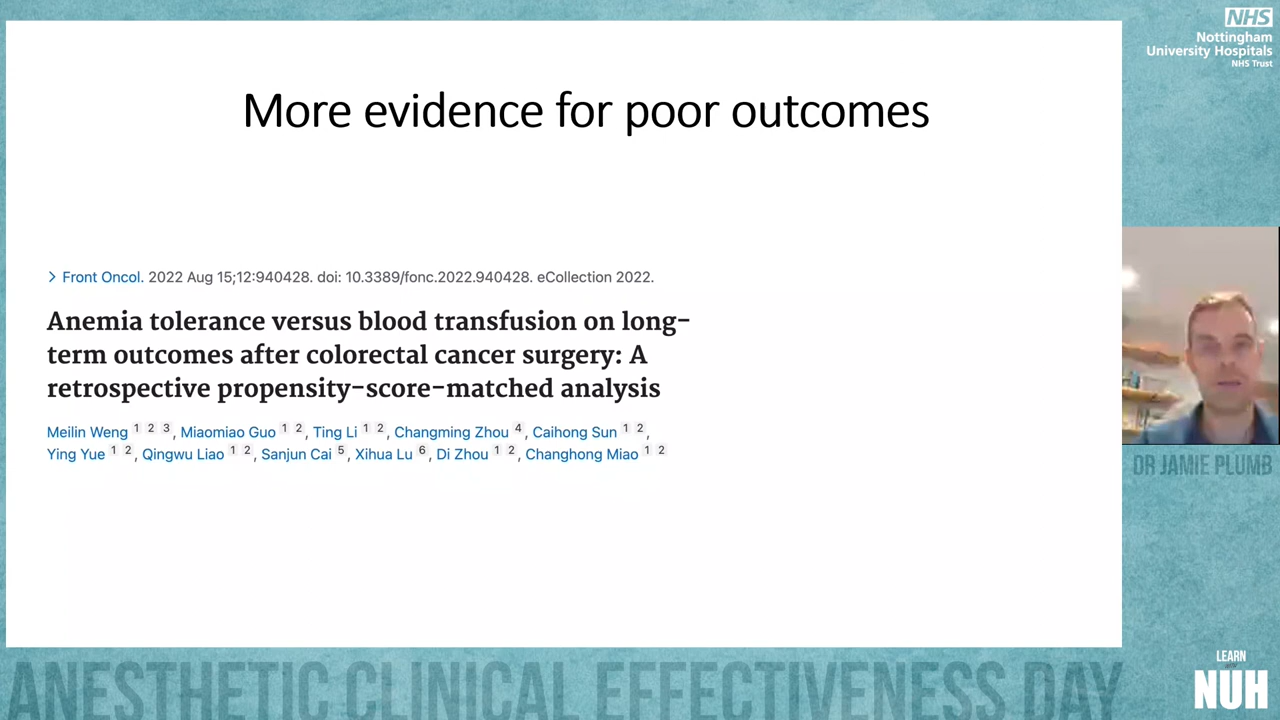 NHS
Nottingham
University Hospitals
NHS Trust
More evidence for poor outcomes
> Front Oncol. 2022 Aug 15;12:940428. doi: 10.3389/fonc.2022.940428. eCollection 2022.
Anemia tolerance versus blood transfusion on long-
term outcomes after colorectal cancer surgery: A
retrospective propensity-score-matched analysis
Meilin Weng 1 2 3, Miaomiao Guo 1 2, Ting Li 1 2, Changming Zhou 4, Caihong Sun 1 2,
Ying Yue 1 2, Qingwu Liao 1 2, Sanjun Cai 5, Xihua Lu 6, Di Zhou 1 2, Changhong Miao 1 2
DR JAMIE PLUMB
ANESTHETIC CLINICAL EFFECTIVENESS DAY
LEARN
NUH